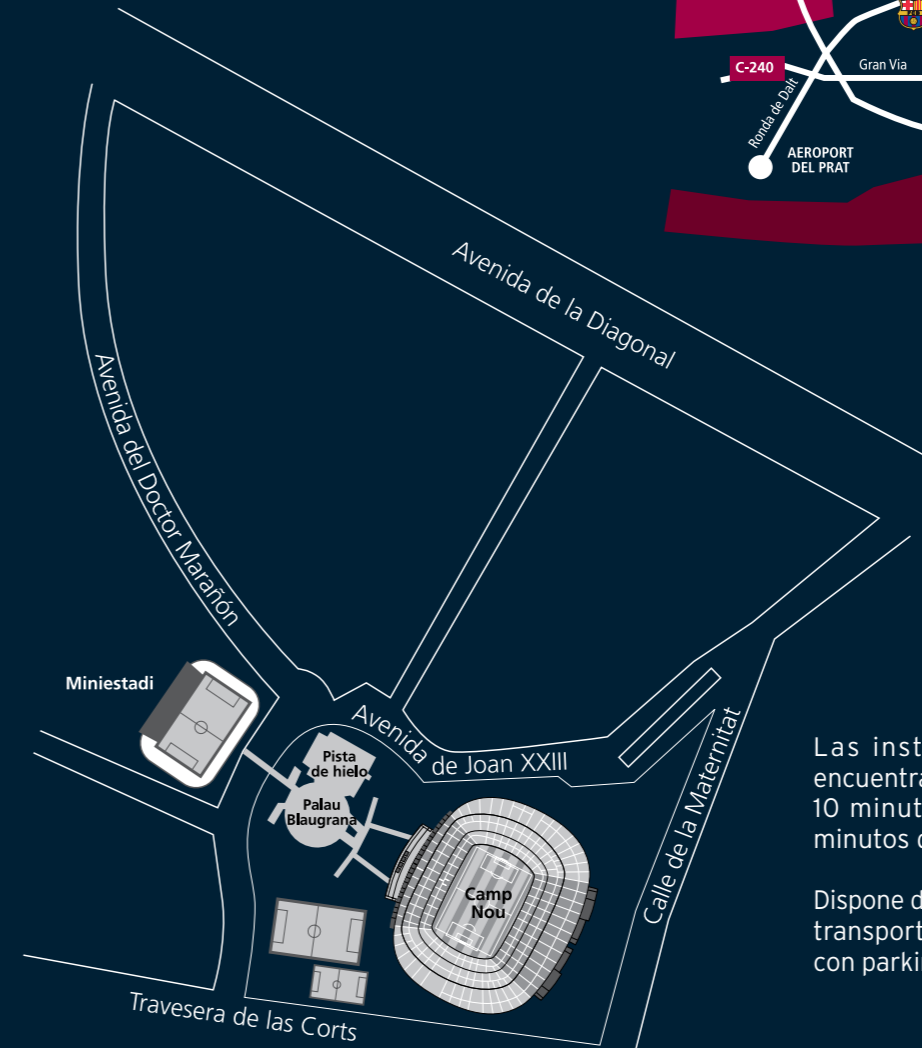 C-240
Gran Via
Ronda de Dalt
AEROPORT
DEL PRAT
Avenida de la Diagonal
Avenida del Doctor Marañón
Miniestadi
Avenida de Joan XXIII
Pista
de hielo
Palau
Blaugrana
Camp
Nou
Calle de la Maternitat
Travesera de las Corts
Las inst
encuentra
10 minut
minutos
Dispone d
transport
con parki